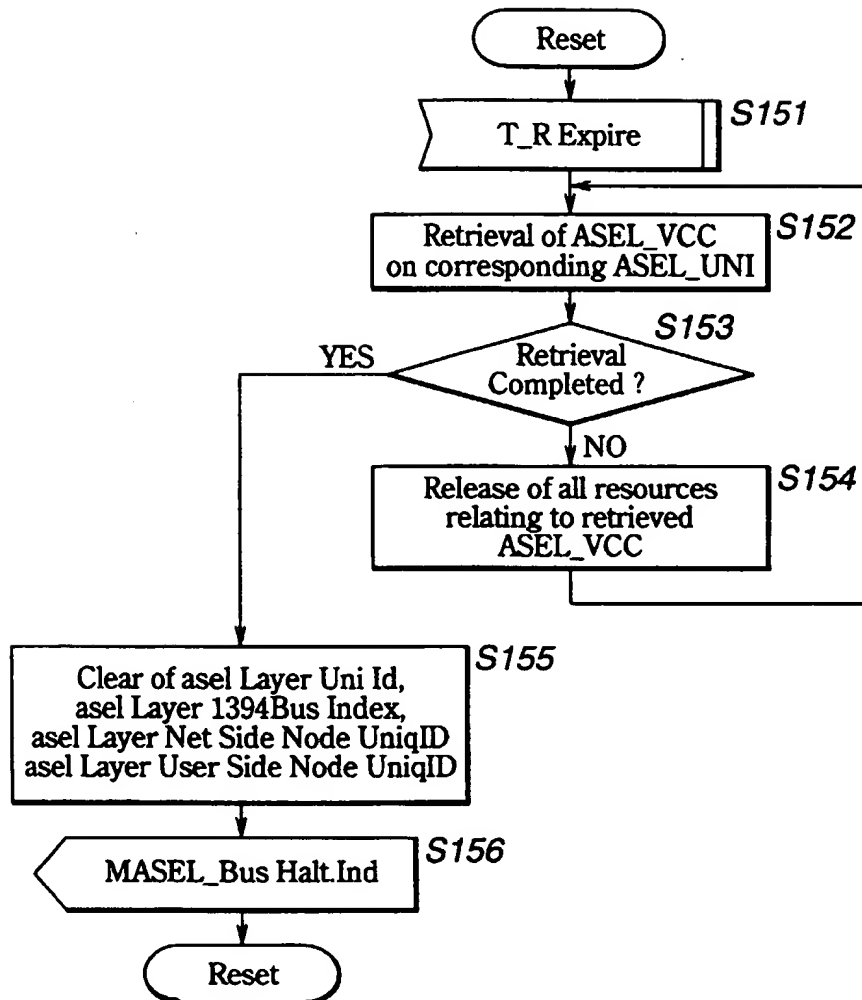 Reset
T_R Expire
S151
S152
Retrieval of ASEL_VCC
on corresponding ASEL_UNI
S153
YES
Retrieval
Completed ?
NO
S154
Release of all resources
relating to retrieved
ASEL_VCC
S155
Clear of asel Layer Uni Id,
asel Layer 1394Bus Index,
asel Layer Net Side Node UniqID
asel Layer User Side Node UniqID
S156
MASEL_Bus Halt.Ind
Reset